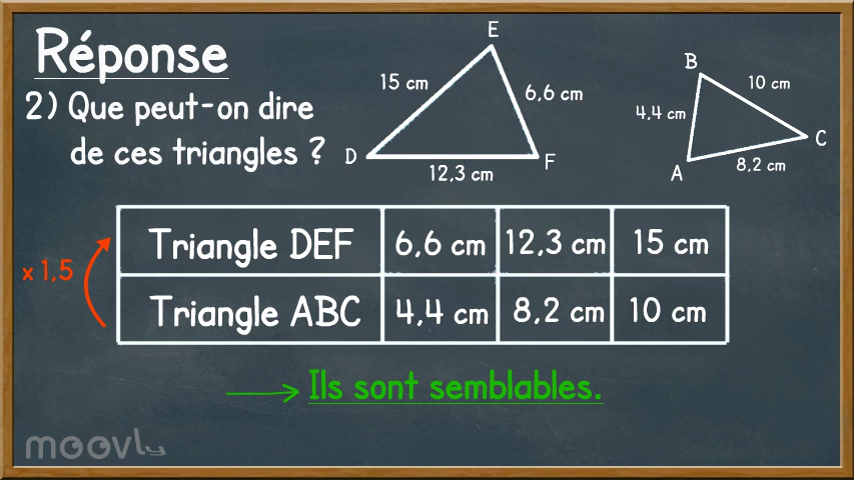 Réponse
2) Que peut-on dire
de ces triangles ?
E
15 cm
6,6 cm
D
F
12,3 cm
B
10 cm
4,4 cm
C
A
8,2 cm
x 1,5
Triangle DEF 6,6 cm 12,3 cm 15 cm
Triangle ABC 4,4 cm 8,2 cm 10 cm
Ils sont semblables.
moovly